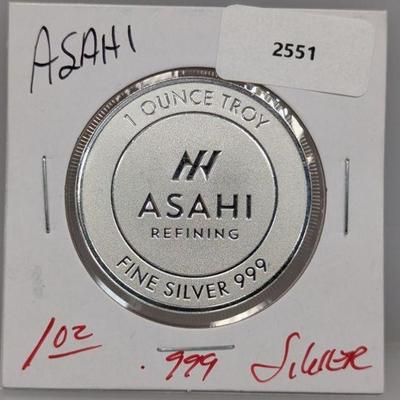 ASAHI
2551
1 OUNCE TROY
ASAHI
REFINING
FINE SILVER 999
1oz .999 SILVER